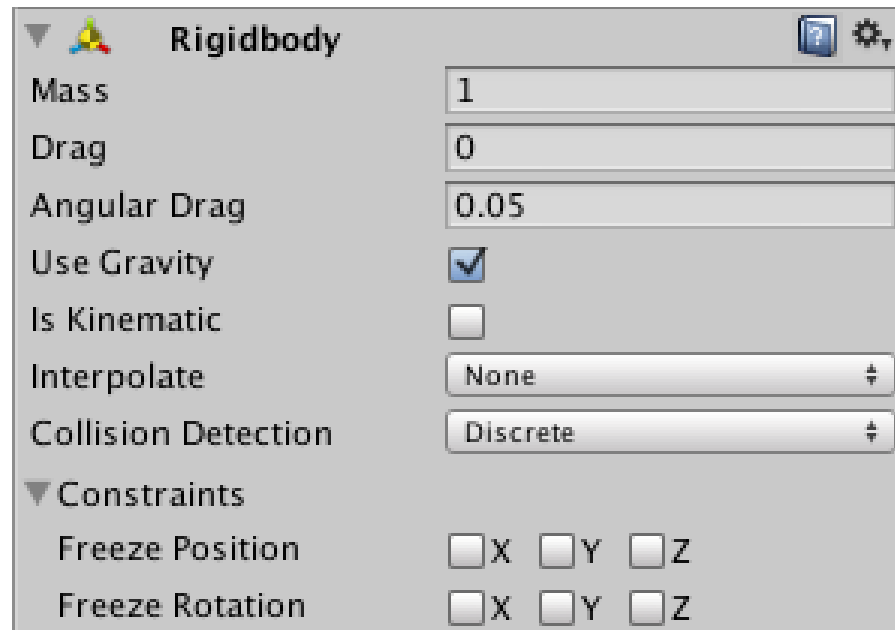 Rigidbody
Mass 1
Drag 0
Angular Drag 0.05
Use Gravity
Is Kinematic
Interpolate None
Collision Detection Discrete
Constraints
Freeze Position X Y Z
Freeze Rotation X Y Z